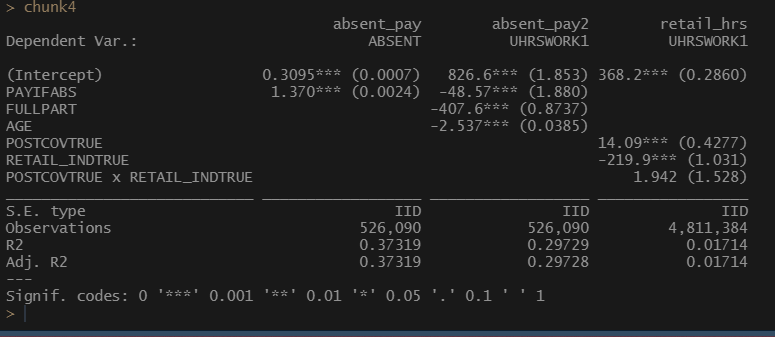 > chunk4
absent_pay absent_pay2 retail_hrs
Dependent Var.: ABSENT UHRSWORK1 UHRSWORK1
(Intercept) 0.3095*** (0.0007) 826.6*** (1.853) 368.2*** (0.2860)
PAYIFABS 1.370*** (0.0024) -48.57*** (1.880)
FULLPART -407.6*** (0.8737)
AGE -2.537*** (0.0385)
POSTCOVTRUE 14.09*** (0.4277)
RETAIL_INDTRUE -219.9*** (1.031)
POSTCOVTRUE x RETAIL_INDTRUE 1.942 (1.528)
S.E. type IID IID IID
Observations 526,090 526,090 4,811,384
R2 0.37319 0.29729 0.01714
Adj. R2 0.37319 0.29728 0.01714
---
Signif. codes: 0 '***' 0.001 '**' 0.01 '*' 0.05 '.' 0.1 ' ' 1
>